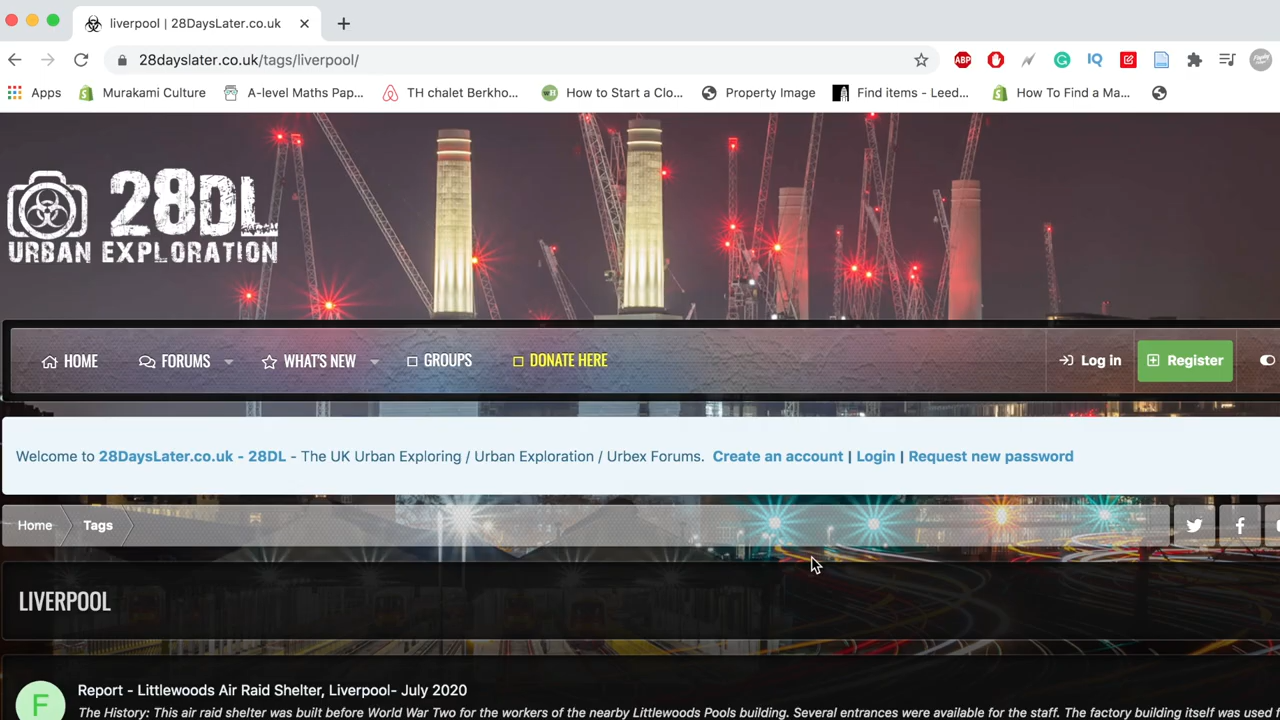 liverpool | 28DaysLater.co.uk
28dayslater.co.uk/tags/liverpool/
ABP
IQ
Apps
Murakami Culture
A-level Maths Pap...
TH chalet Berkho...
How to Start a Clo...
Property Image
Find items - Leed...
How To Find a Ma...
28DL
URBAN EXPLORATION
HOME
FORUMS
WHAT'S NEW
GROUPS
DONATE HERE
Log in
Register
Welcome to 28DaysLater.co.uk - 28DL - The UK Urban Exploring / Urban Exploration / Urbex Forums. Create an account | Login | Request new password
Home
Tags
LIVERPOOL
F
Report - Littlewoods Air Raid Shelter, Liverpool- July 2020
The History: This air raid shelter was built before World War Two for the workers of the nearby Littlewoods Pools building. Several entrances were available for the staff. The factory building itself was used